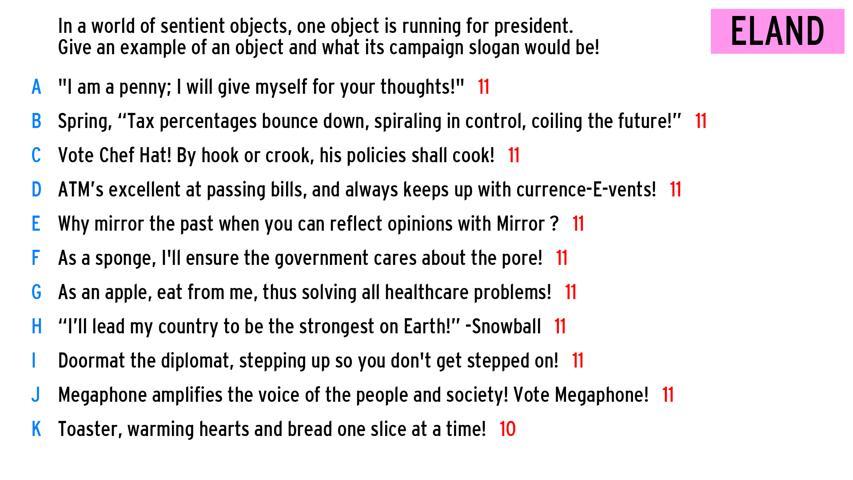 In a world of sentient objects, one object is running for president.
Give an example of an object and what its campaign slogan would be!
ELAND
A "I am a penny; I will give myself for your thoughts!" 11
B Spring, “Tax percentages bounce down, spiraling in control, coiling the future!” 11
C Vote Chef Hat! By hook or crook, his policies shall cook! 11
D ATM’s excellent at passing bills, and always keeps up with currence-E-vents! 11
E Why mirror the past when you can reflect opinions with Mirror ? 11
F As a sponge, I'll ensure the government cares about the pore! 11
G As an apple, eat from me, thus solving all healthcare problems! 11
H “I’ll lead my country to be the strongest on Earth!” -Snowball 11
I Doormat the diplomat, stepping up so you don't get stepped on! 11
J Megaphone amplifies the voice of the people and society! Vote Megaphone! 11
K Toaster, warming hearts and bread one slice at a time! 10